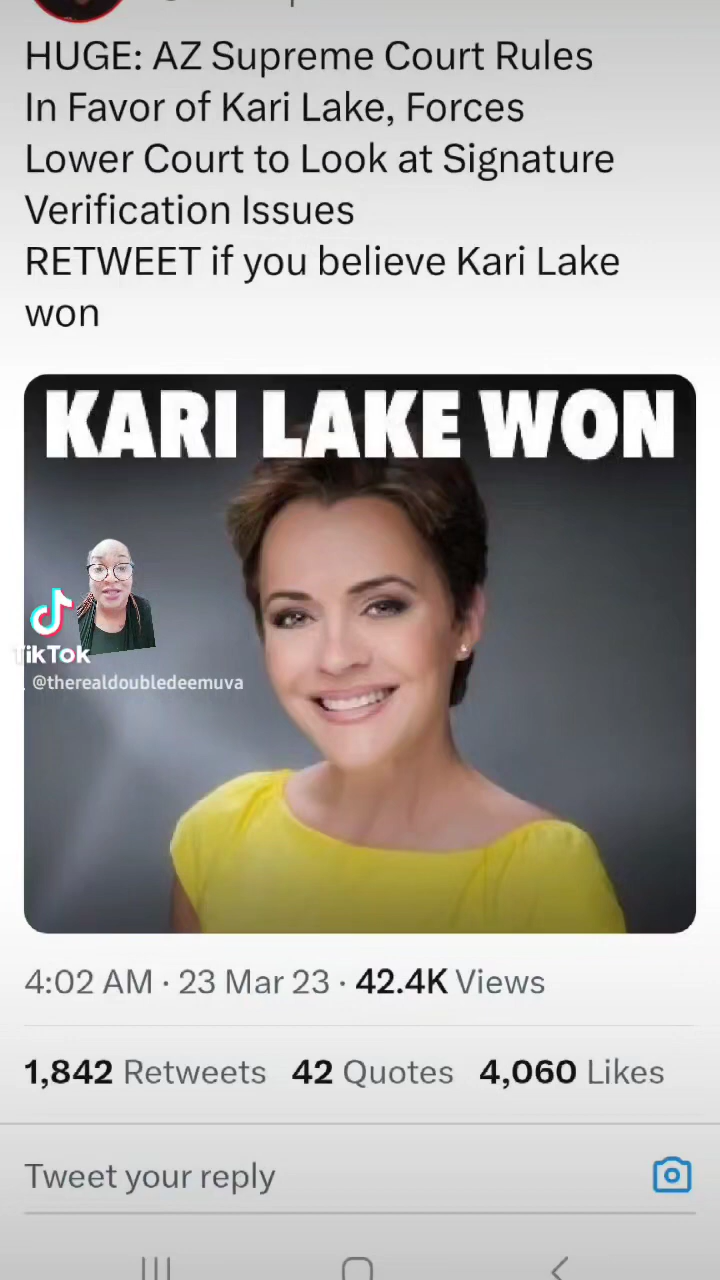 HUGE: AZ Supreme Court Rules
In Favor of Kari Lake, Forces
Lower Court to Look at Signature
Verification Issues
RETWEET if you believe Kari Lake
won
KARI LAKE WON
TikTok
@therealdoubledeemuva
4:02 AM · 23 Mar 23 · 42.4K Views
1,842 Retweets 42 Quotes 4,060 Likes
Tweet your reply